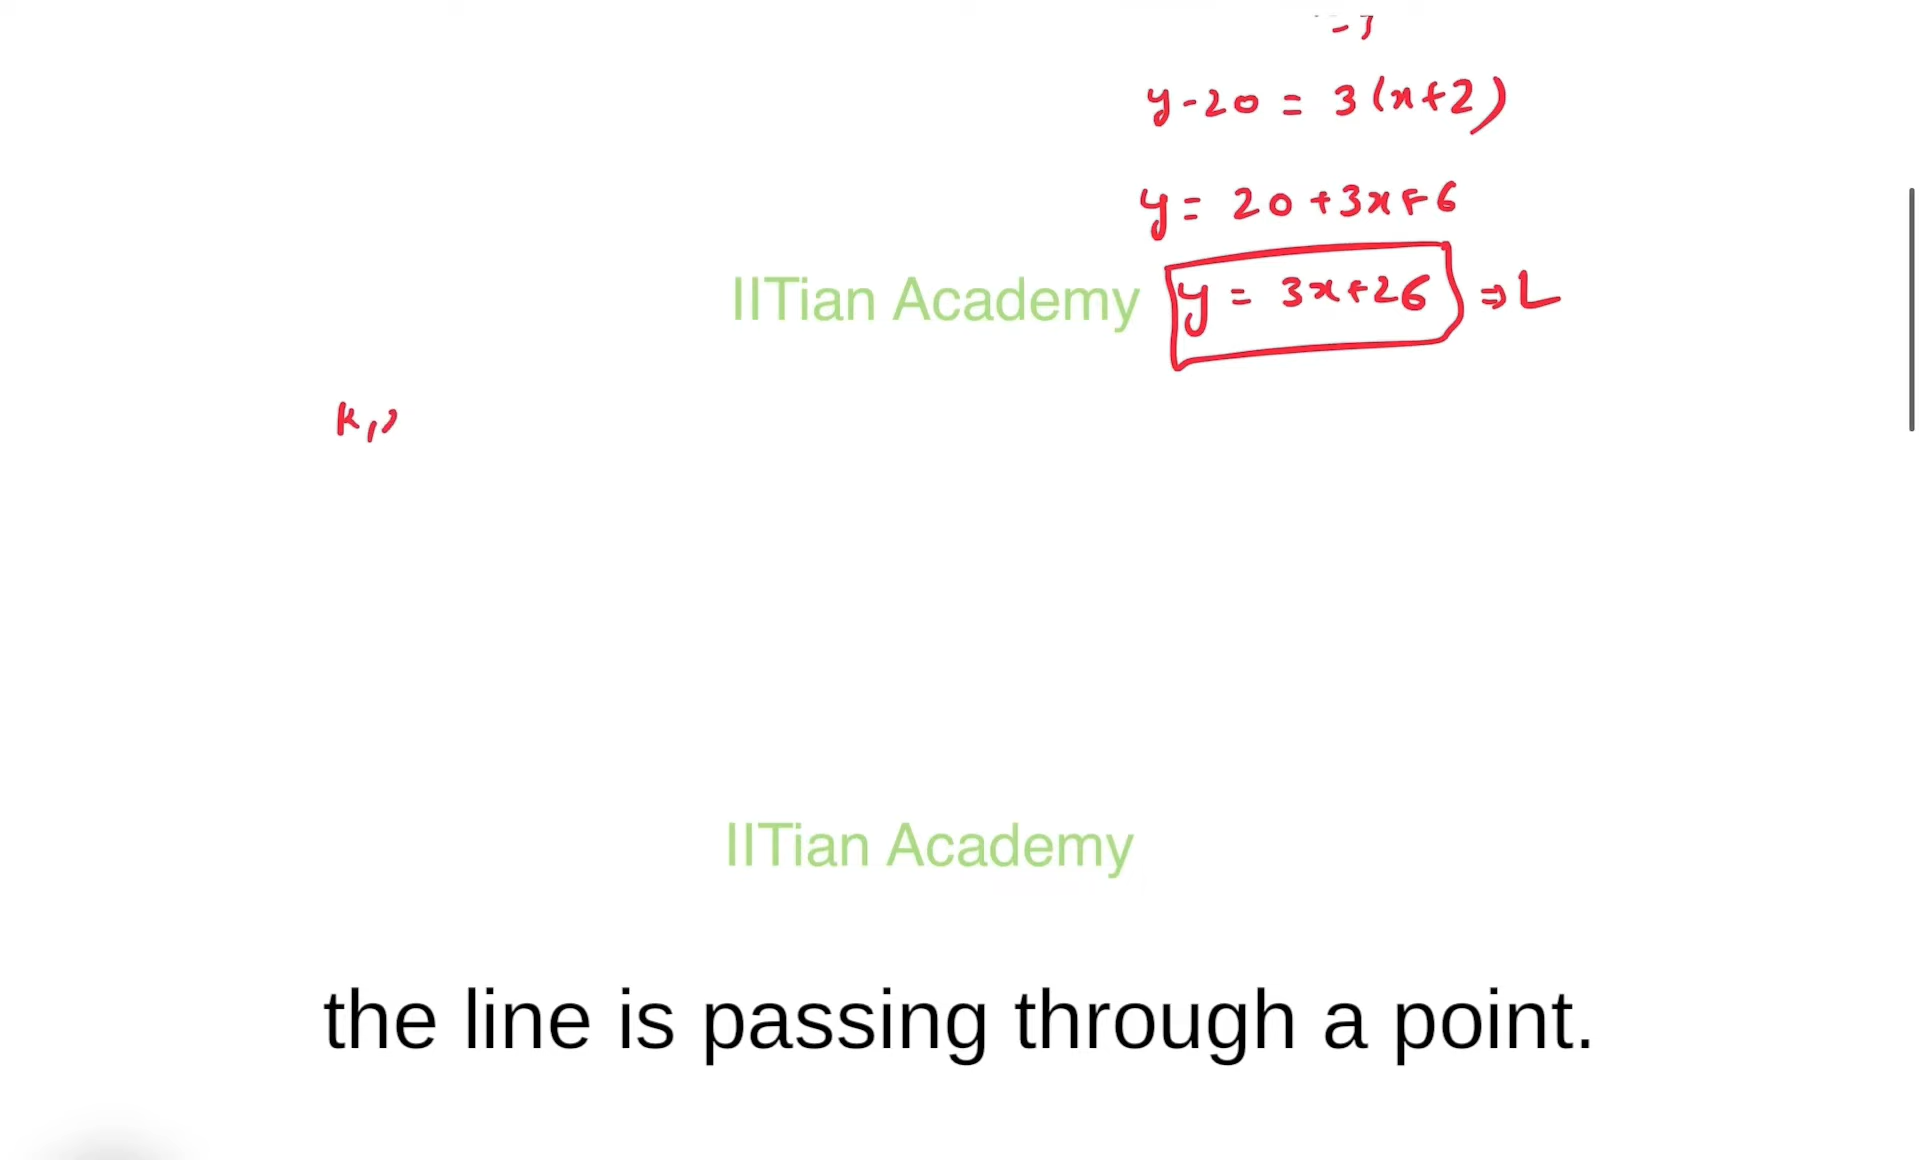 y-20 = 3(x+2)
y = 20+3x+6
IITian Academy
y = 3x+26 ⇒ L
k,
IITian Academy
the line is passing through a point.